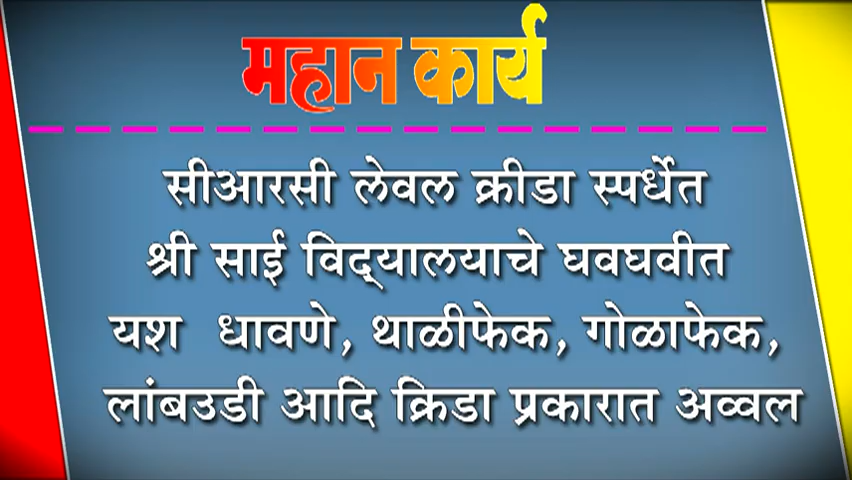 महान कार्य
सीआरसी लेवल क्रीडा स्पर्धेत
श्री साई विद्‌यालयाचे घवघवीत
यश धावणे, थाळीफेक, गोळाफेक,
लांबउडी आदि क्रिडा प्रकारात अव्वल